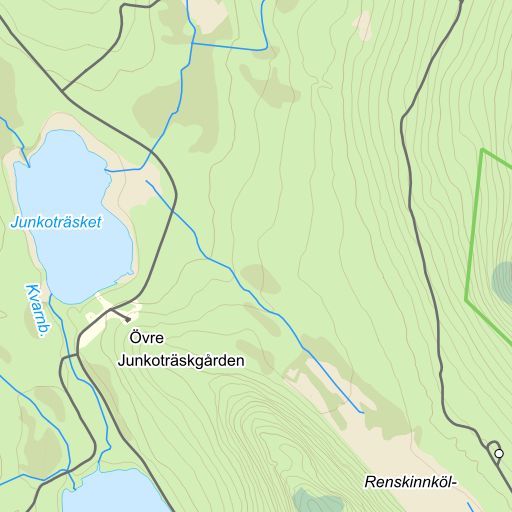 Junkoträsket
Kvarnb.
Övre
Junkoträskgården
Renskinnköl-